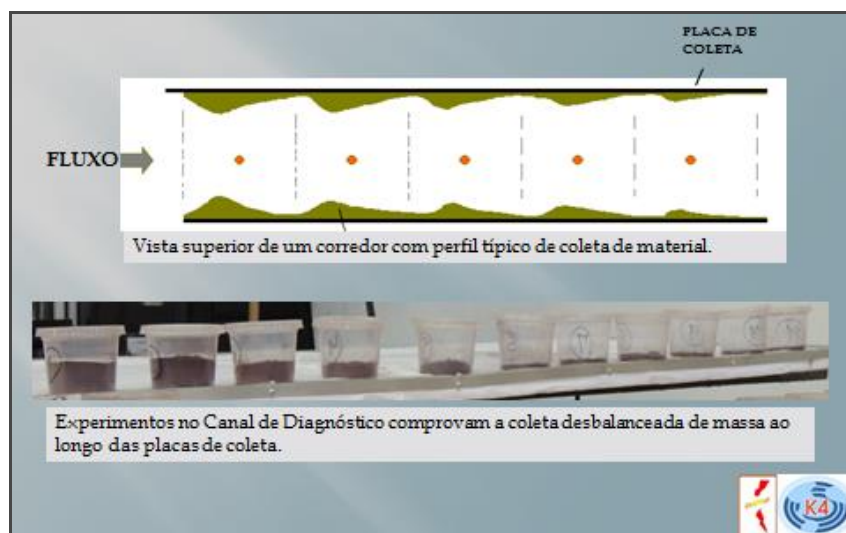 PLACA DE
COLETA
FLUXO
Vista superior de um corredor com perfil típico de coleta de material.
Experimentos no Canal de Diagnóstico comprovam a coleta desbalanceada de massa ao
longo das placas de coleta.
K4